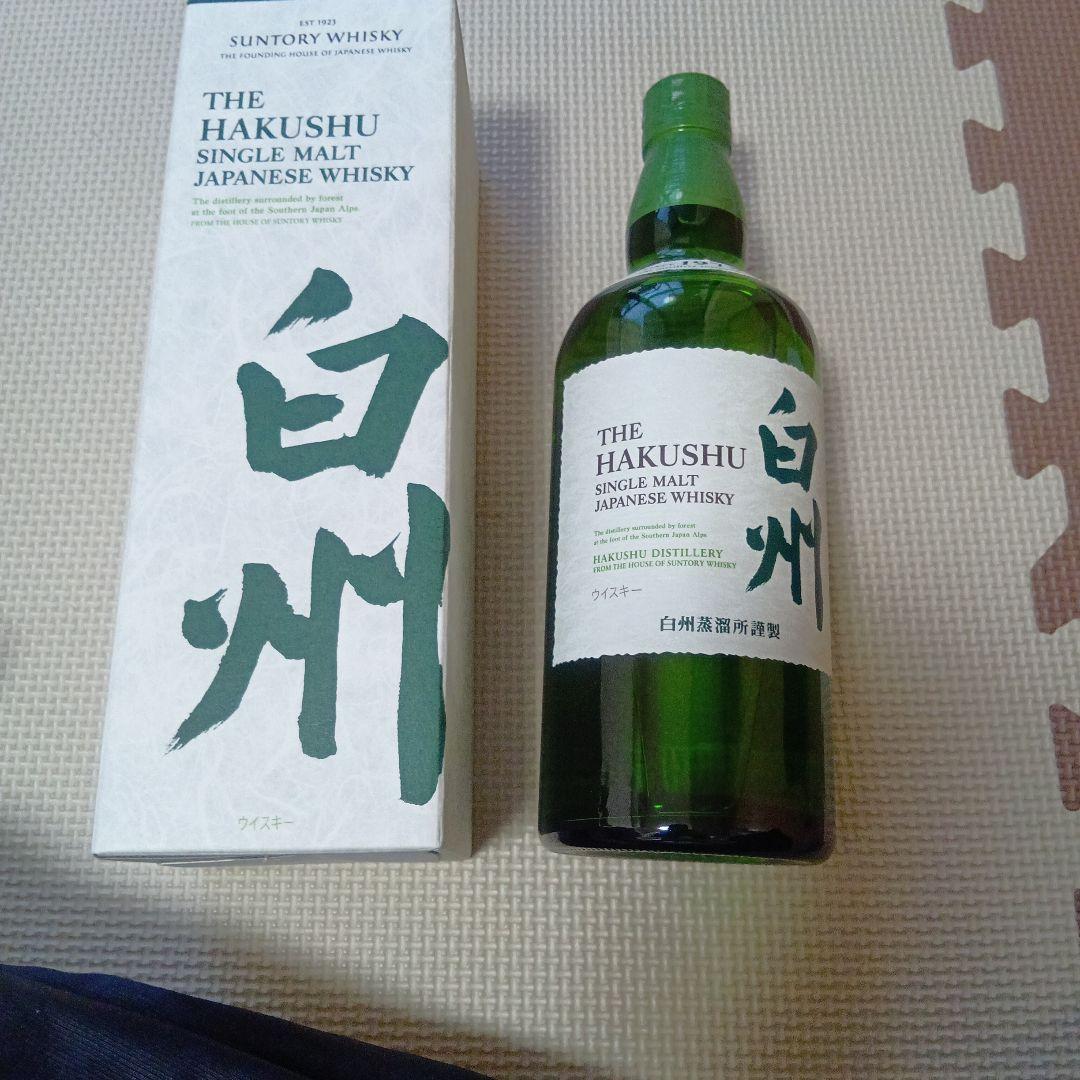 EST 1923
SUNTORY WHISKY
THE FOUNDING HOUSE OF JAPANESE WHISKY
THE
HAKUSHU
SINGLE MALT
JAPANESE WHISKY
The distillery surrounded by forest
at the foot of the Southern Japan Alps
FROM THE HOUSE OF SUNTORY WHISKY
白州
ウイスキー
THE
HAKUSHU
SINGLE MALT
JAPANESE WHISKY
The distillery surrounded by forest
at the foot of the Southern Japan Alps
HAKUSHU DISTILLERY
FROM THE HOUSE OF SUNTORY WHISKY
ウイスキー
白州
白州蒸溜所謹製